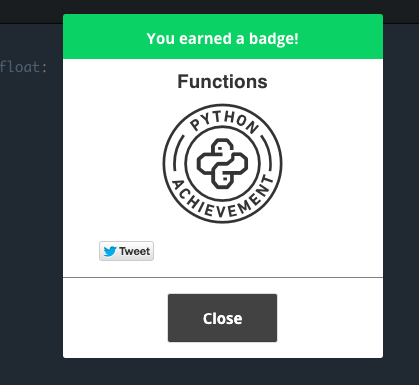 You earned a badge!
float:
Functions
PYTHON
ACHIEVEMENT
Tweet
Close